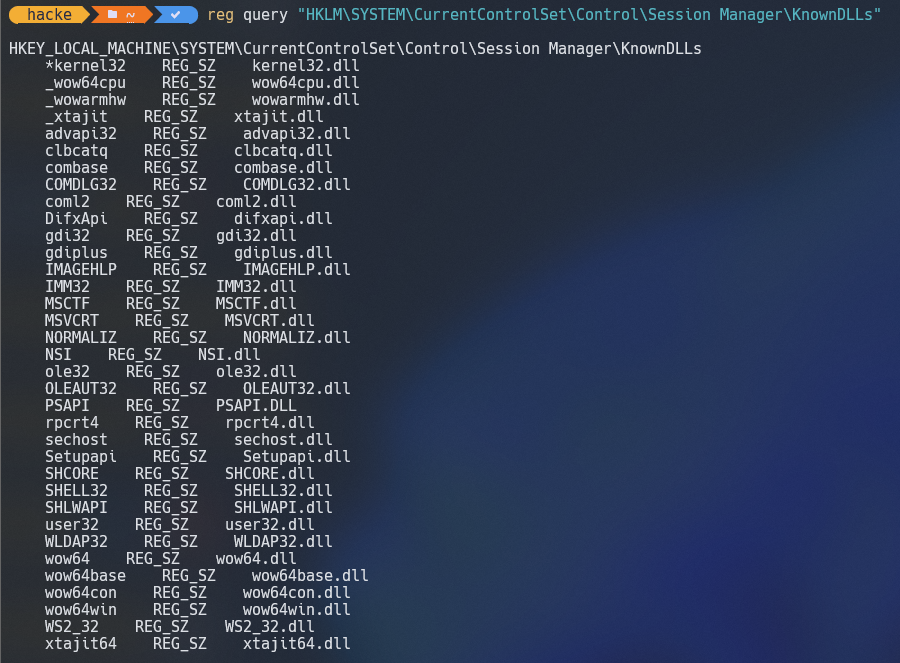 hacke ~ ✓ reg query "HKLM\SYSTEM\CurrentControlSet\Control\Session Manager\KnownDLLs"
HKEY_LOCAL_MACHINE\SYSTEM\CurrentControlSet\Control\Session Manager\KnownDLLs
*kernel32    REG_SZ    kernel32.dll
_wow64cpu    REG_SZ    wow64cpu.dll
_wowarmhw    REG_SZ    wowarmhw.dll
_xtajit    REG_SZ    xtajit.dll
advapi32    REG_SZ    advapi32.dll
clbcatq    REG_SZ    clbcatq.dll
combase    REG_SZ    combase.dll
COMDLG32    REG_SZ    COMDLG32.dll
coml2    REG_SZ    coml2.dll
DifxApi    REG_SZ    difxapi.dll
gdi32    REG_SZ    gdi32.dll
gdiplus    REG_SZ    gdiplus.dll
IMAGEHLP    REG_SZ    IMAGEHLP.dll
IMM32    REG_SZ    IMM32.dll
MSCTF    REG_SZ    MSCTF.dll
MSVCRT    REG_SZ    MSVCRT.dll
NORMALIZ    REG_SZ    NORMALIZ.dll
NSI    REG_SZ    NSI.dll
ole32    REG_SZ    ole32.dll
OLEAUT32    REG_SZ    OLEAUT32.dll
PSAPI    REG_SZ    PSAPI.DLL
rpcrt4    REG_SZ    rpcrt4.dll
sechost    REG_SZ    sechost.dll
Setupapi    REG_SZ    Setupapi.dll
SHCORE    REG_SZ    SHCORE.dll
SHELL32    REG_SZ    SHELL32.dll
SHLWAPI    REG_SZ    SHLWAPI.dll
user32    REG_SZ    user32.dll
WLDAP32    REG_SZ    WLDAP32.dll
wow64    REG_SZ    wow64.dll
wow64base    REG_SZ    wow64base.dll
wow64con    REG_SZ    wow64con.dll
wow64win    REG_SZ    wow64win.dll
WS2_32    REG_SZ    WS2_32.dll
xtajit64    REG_SZ    xtajit64.dll